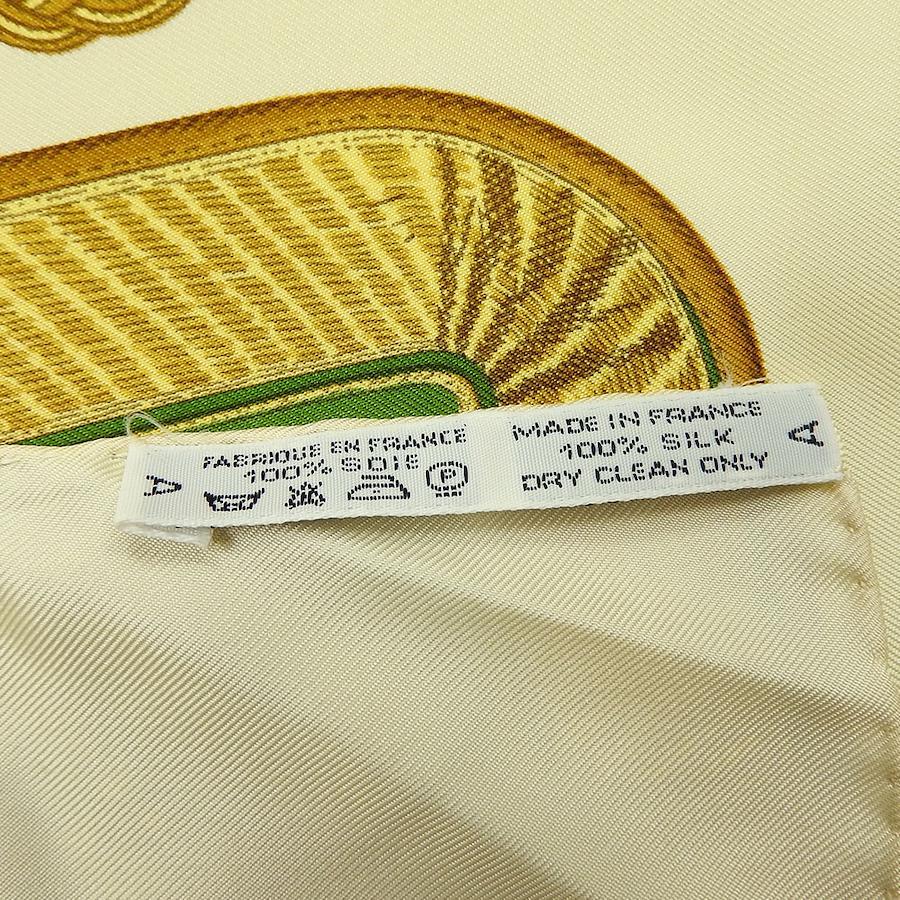 A
FABRIQUE EN FRANCE
100% SOIE
P
MADE IN FRANCE
100% SILK
DRY CLEAN ONLY
A